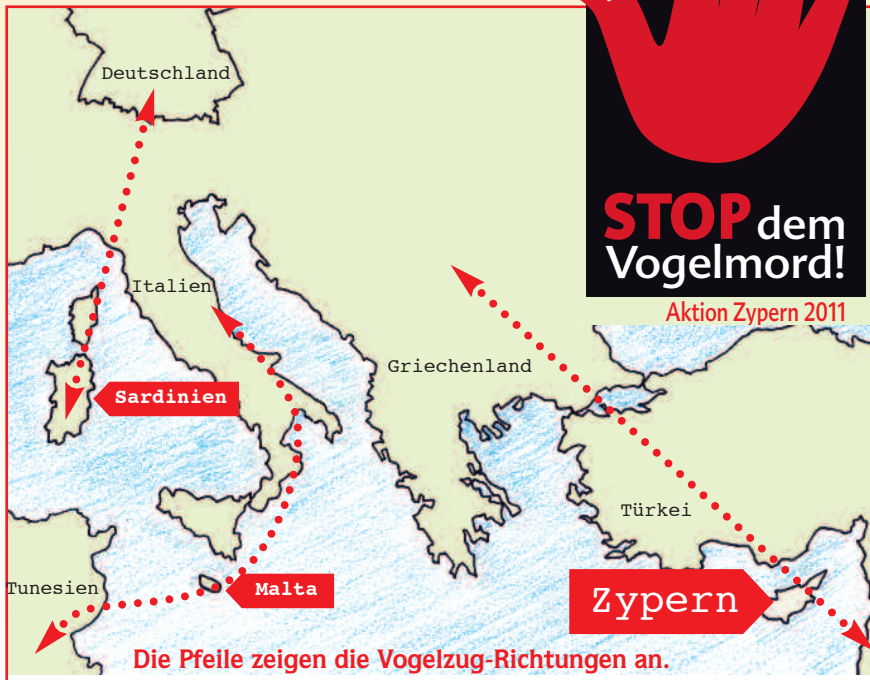 Deutschland
STOP dem
Vogelmord!
Aktion Zypern 2011
Italien
Griechenland
Sardinien
Türkei
Tunesien
Malta
Zypern
Die Pfeile zeigen die Vogelzug-Richtungen an.